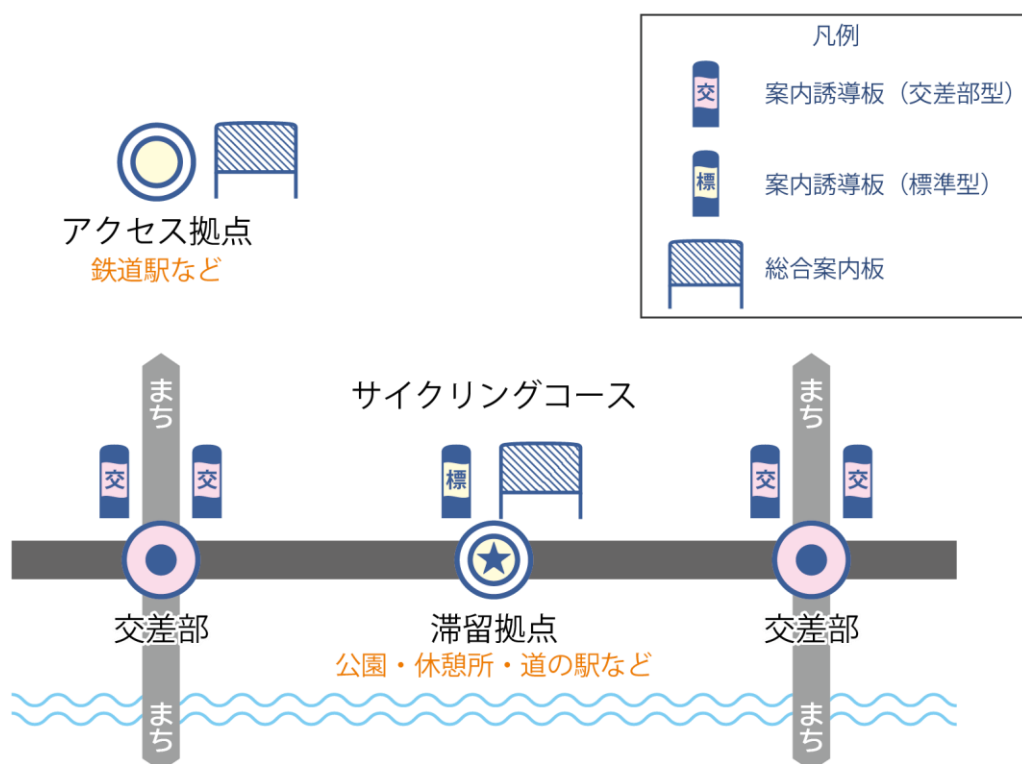 凡例
交
案内誘導板（交差部型）
標
案内誘導板（標準型）
総合案内板
アクセス拠点
鉄道駅など
サイクリングコース
まち
まち
交
交
標
交
交
交差部
滞留拠点
交差部
公園・休憩所・道の駅など
まち
まち